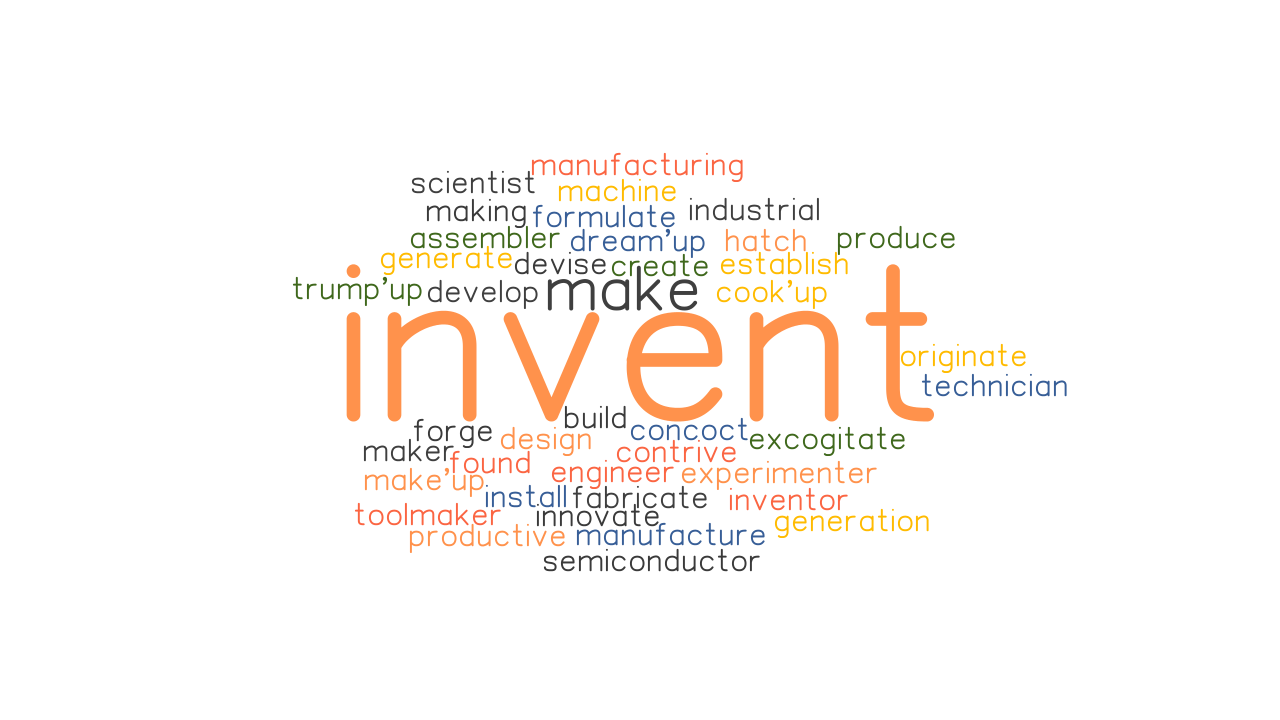 manufacturing
scientist machine
making formulate industrial
assembler dream'up hatch produce
generate devise create establish
trump'up develop make cook'up
invent
originate
technician
build
forge design concoct excogitate
maker found contrive
make'up engineer experimenter
install fabricate inventor
toolmaker innovate generation
productive manufacture
semiconductor